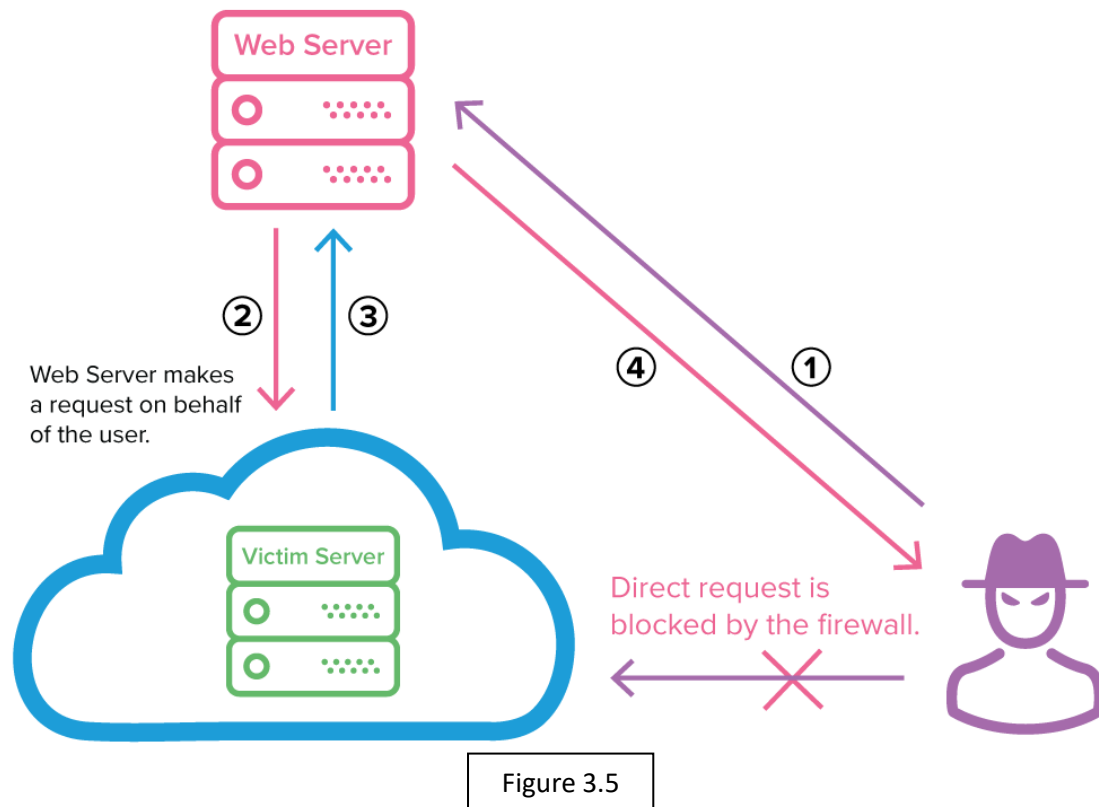 Web Server
②
③
④
①
Web Server makes
a request on behalf
of the user.
Victim Server
Direct request is
blocked by the firewall.
Figure 3.5